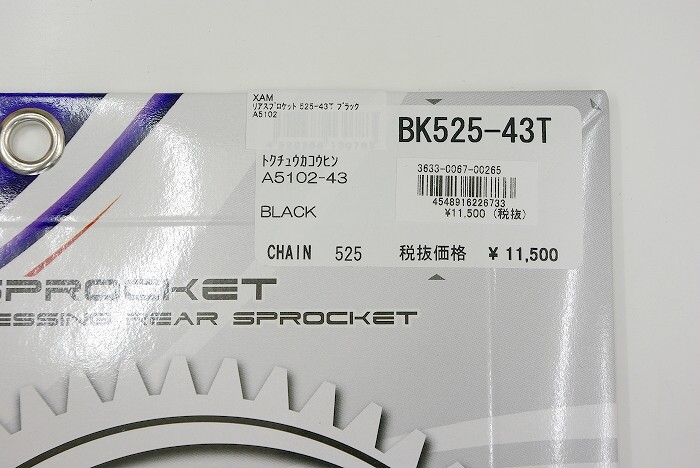 XAM
リアスプロケット 525-43T ブラック
A5102
BK525-43T
トクチュウカコウヒン
A5102-43
BLACK
3633-0067-00265
4548916226733
¥11,500 (税抜)
CHAIN 525
税抜価格 ¥ 11,500
SPROCKET
ESSING REAR SPROCKET